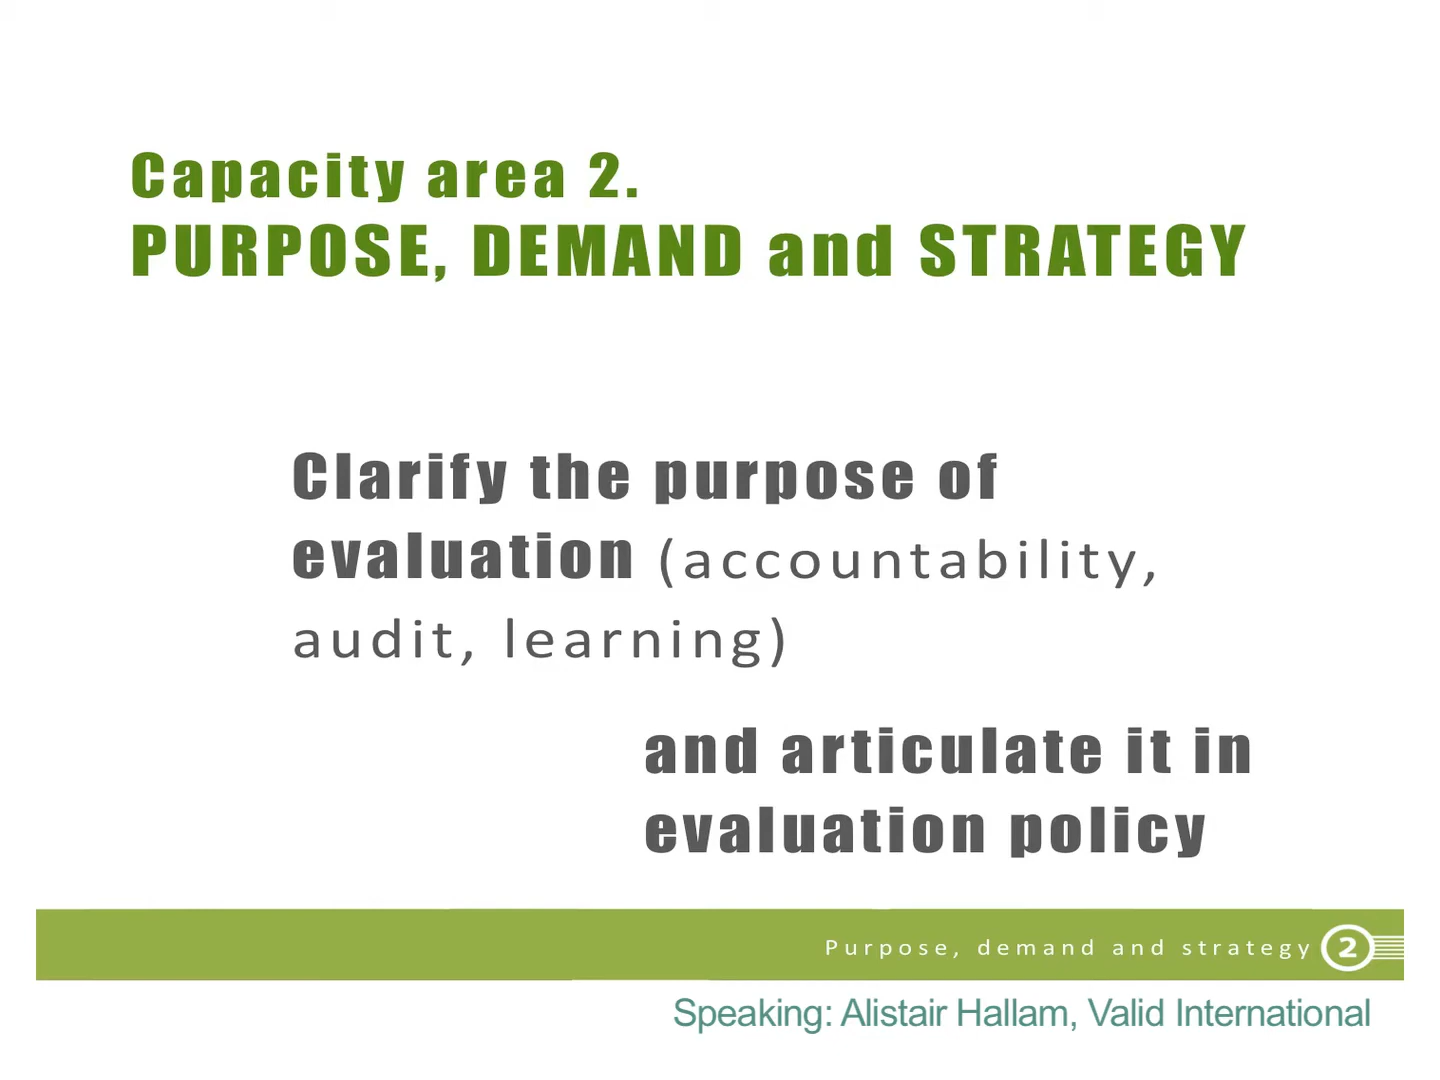 Capacity area 2.
PURPOSE, DEMAND and STRATEGY
Clarify the purpose of
evaluation (accountability,
audit, learning)
and articulate it in
evaluation policy
Purpose, demand and strategy 2
Speaking: Alistair Hallam, Valid International